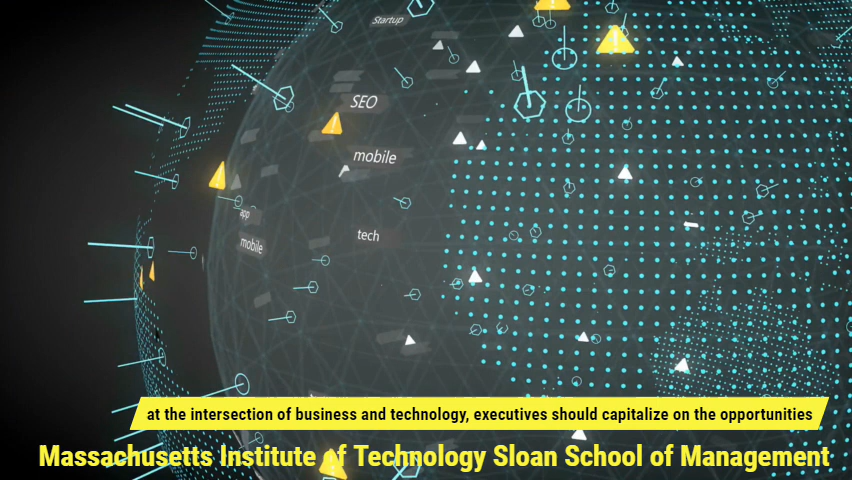 Startup
SEO
mobile
app
mobile
tech
at the intersection of business and technology, executives should capitalize on the opportunities
Massachusetts Institute of Technology Sloan School of Management